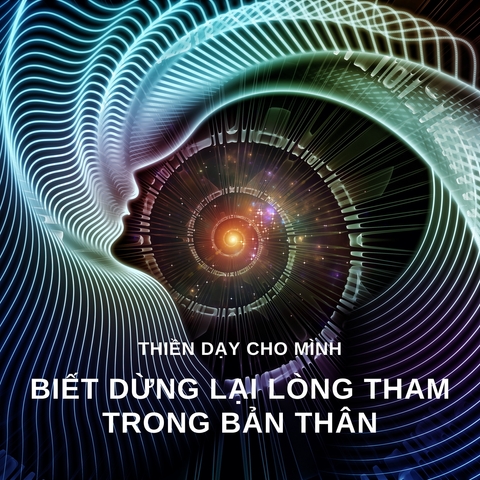 THIỀN DẠY CHO MÌNH
BIẾT DỪNG LẠI LÒNG THAM
TRONG BẢN THÂN